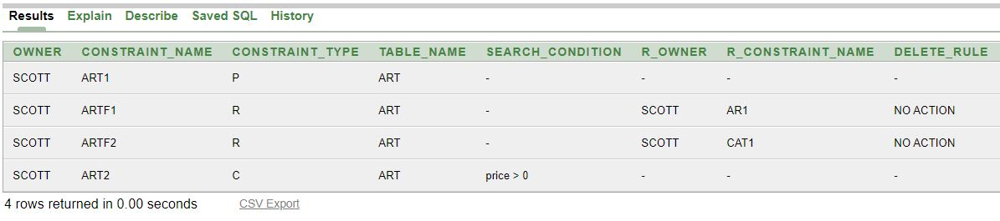 Results Explain Describe Saved SQL History
OWNER CONSTRAINT_NAME CONSTRAINT_TYPE TABLE_NAME SEARCH_CONDITION R_OWNER R_CONSTRAINT_NAME DELETE_RULE
SCOTT ART1 P ART - - - -
SCOTT ARTF1 R ART - SCOTT AR1 NO ACTION
SCOTT ARTF2 R ART - SCOTT CAT1 NO ACTION
SCOTT ART2 C ART price > 0 - - -
4 rows returned in 0.00 seconds CSV Export